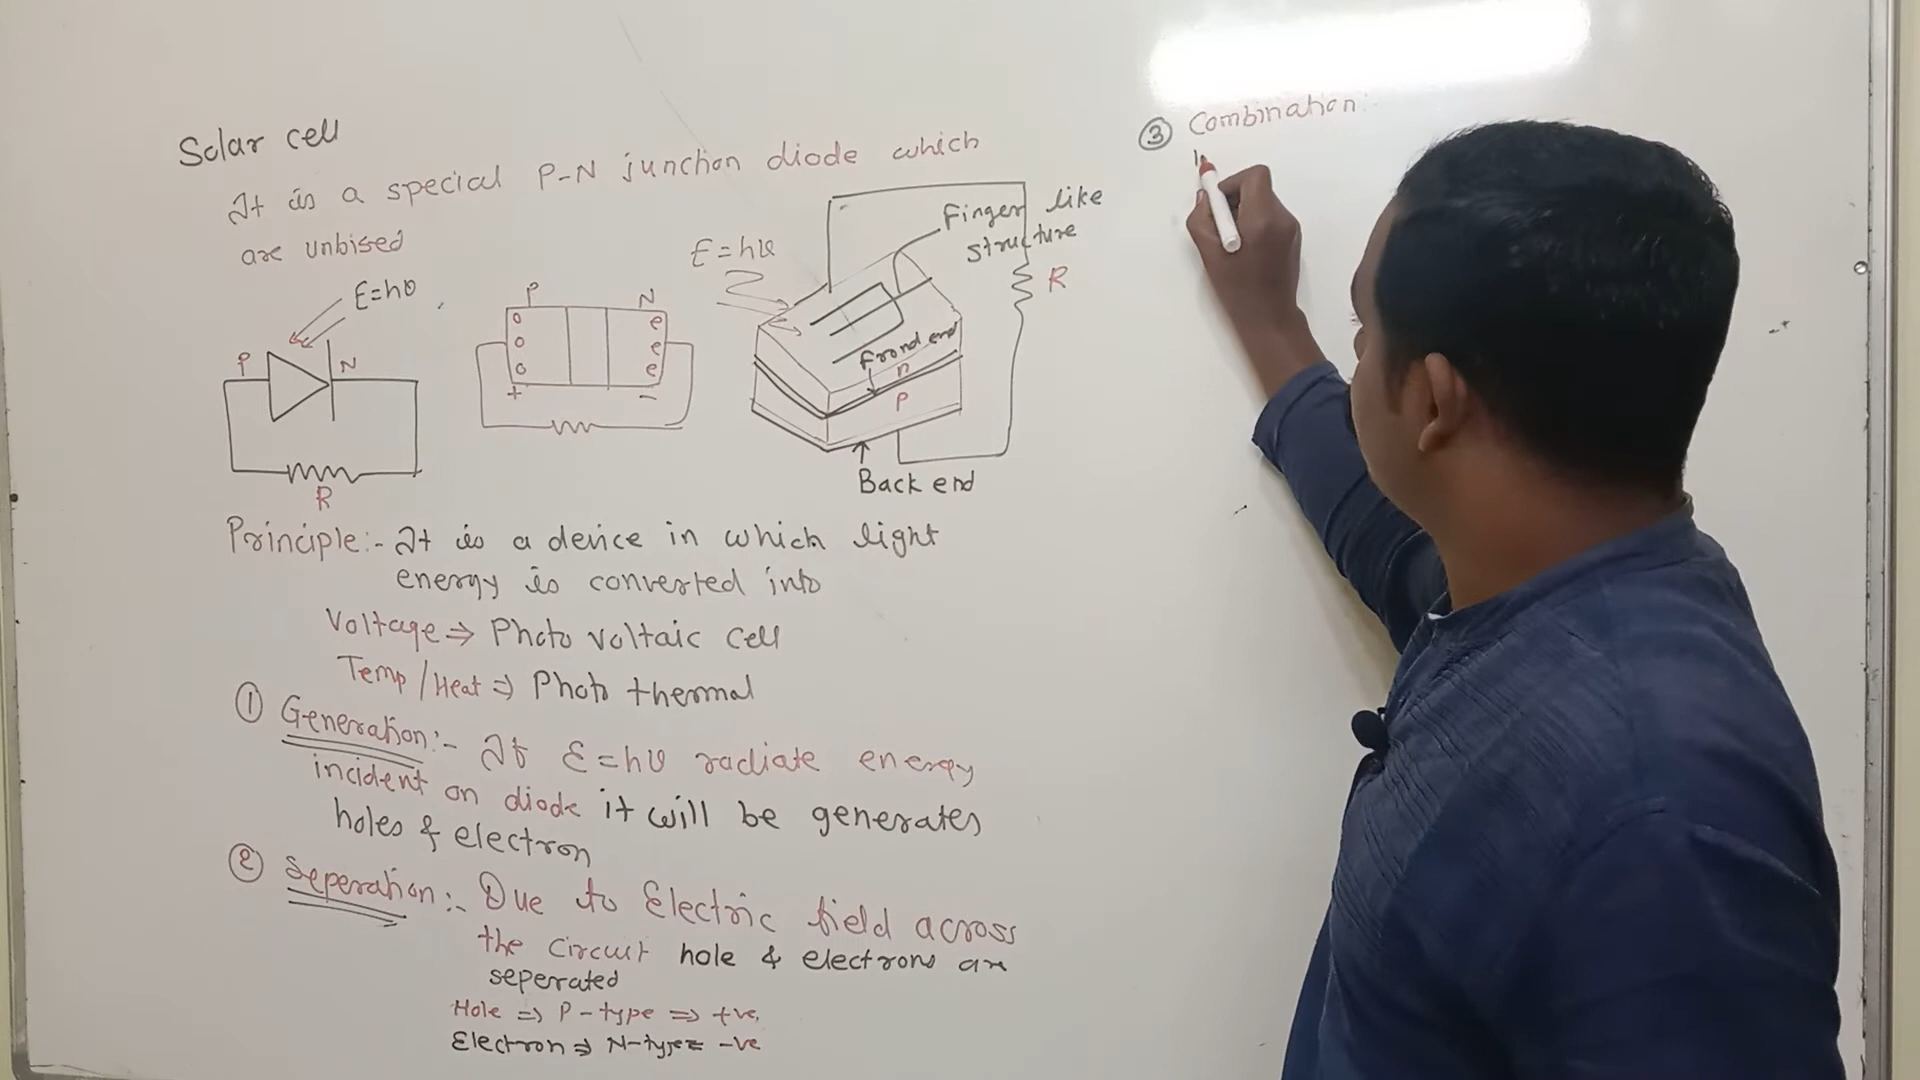 Solar cell
It is a special P-N junction diode which
are unbised
E=hυ
P
N
R
P
N
o
o
o
e
e
e
+
−
E=hυ
Finger like
structure
R
Frond end
n
P
Back end
Principle:- It is a device in which light
energy is converted into
Voltage ⇒ Photo voltaic cell
Temp/Heat ⇒ Photo thermal
① Generation:- If E=hυ radiate energy
incident on diode it will be generates
holes & electron
② Seperation:- Due to Electric field across
the circuit hole & electrons are
seperated
Hole ⇒ P-type ⇒ +ve,
Electron ⇒ N-type = -ve
③ Combination:-